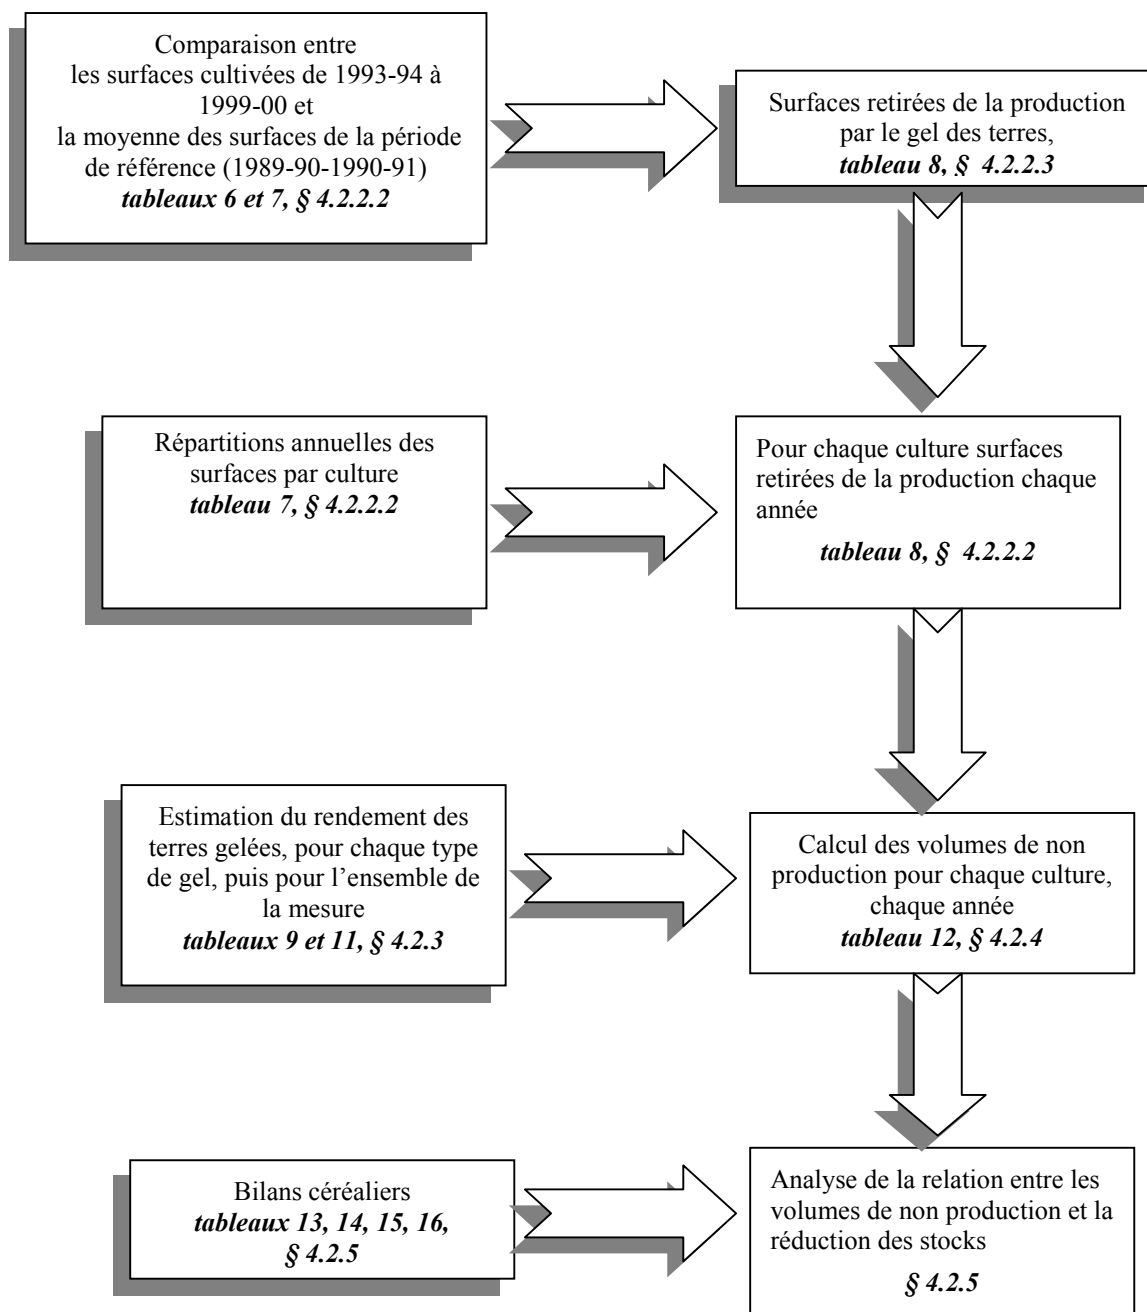 Comparaison entre
les surfaces cultivées de 1993-94 à
1999-00 et
la moyenne des surfaces de la période
de référence (1989-90-1990-91)
tableaux 6 et 7, § 4.2.2.2
Surfaces retirées de la production
par le gel des terres,
tableau 8, § 4.2.2.3
Répartitions annuelles des
surfaces par culture
tableau 7, § 4.2.2.2
Pour chaque culture surfaces
retirées de la production chaque
année
tableau 8, § 4.2.2.2
Estimation du rendement des
terres gelées, pour chaque type
de gel, puis pour l'ensemble de
la mesure
tableaux 9 et 11, § 4.2.3
Calcul des volumes de non
production pour chaque culture,
chaque année
tableau 12, § 4.2.4
Bilans céréaliers
tableaux 13, 14, 15, 16,
§ 4.2.5
Analyse de la relation entre les
volumes de non production et la
réduction des stocks
§ 4.2.5